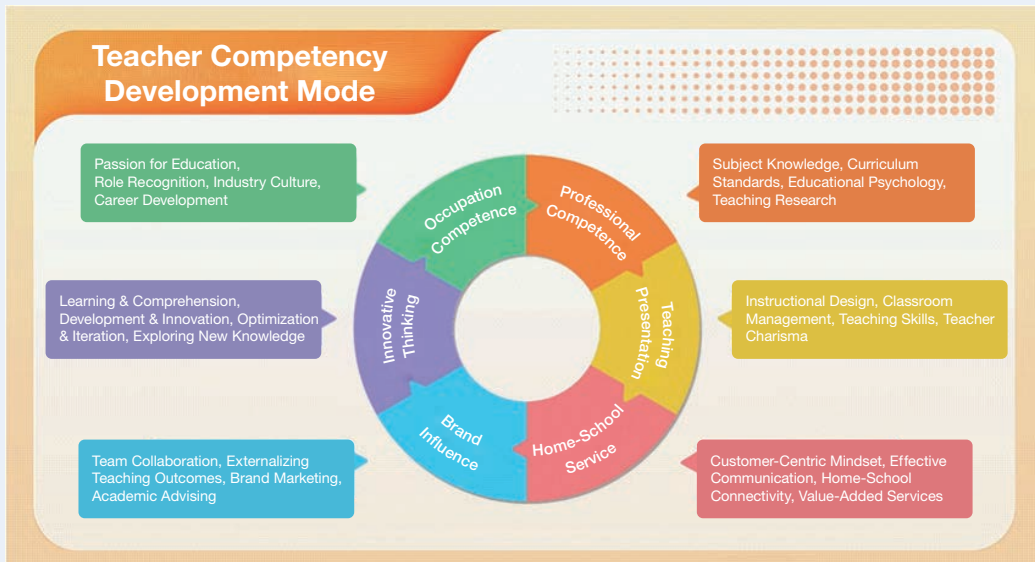 Teacher Competency
Development Mode
Passion for Education,
Role Recognition, Industry Culture,
Career Development
Subject Knowledge, Curriculum
Standards, Educational Psychology,
Teaching Research
Occupation
Competence
Professional
Competence
Learning & Comprehension,
Development & Innovation, Optimization
& Iteration, Exploring New Knowledge
Innovative
Thinking
Teaching
Presentation
Instructional Design, Classroom
Management, Teaching Skills, Teacher
Charisma
Brand
Influence
Home-School
Service
Team Collaboration, Externalizing
Teaching Outcomes, Brand Marketing,
Academic Advising
Customer-Centric Mindset, Effective
Communication, Home-School
Connectivity, Value-Added Services